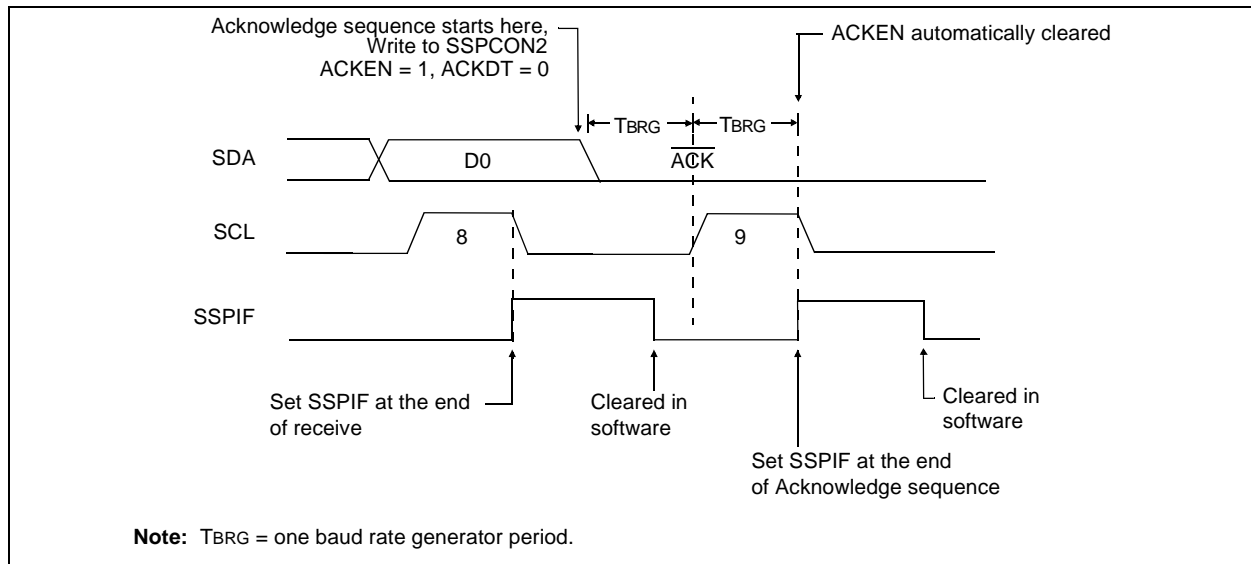 Acknowledge sequence starts here,
Write to SSPCON2
ACKEN = 1, ACKDT = 0
ACKEN automatically cleared
TBRG
TBRG
SDA
D0
ACK
SCL
8
9
SSPIF
Set SSPIF at the end
of receive
Cleared in
software
Cleared in
software
Set SSPIF at the end
of Acknowledge sequence
Note: TBRG = one baud rate generator period.